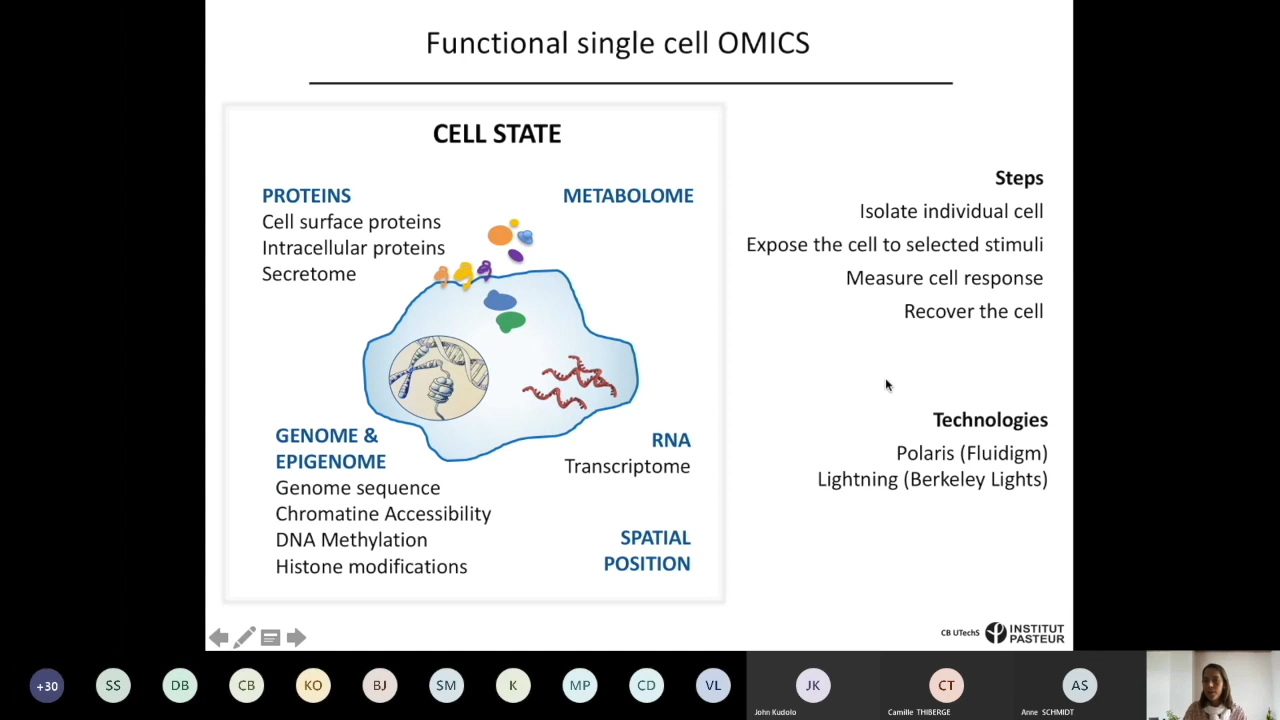 Functional single cell OMICS
CELL STATE
PROTEINS
Cell surface proteins
Intracellular proteins
Secretome
METABOLOME
GENOME &
EPIGENOME
Genome sequence
Chromatine Accessibility
DNA Methylation
Histone modifications
RNA
Transcriptome
SPATIAL
POSITION
Steps
Isolate individual cell
Expose the cell to selected stimuli
Measure cell response
Recover the cell
Technologies
Polaris (Fluidigm)
Lightning (Berkeley Lights)
CB UTechS
INSTITUT
PASTEUR
+30
SS
DB
CB
KO
BJ
SM
K
MP
CD
VL
JK
John Kudolo
CT
Camille THIBERGE
AS
Anne SCHMIDT